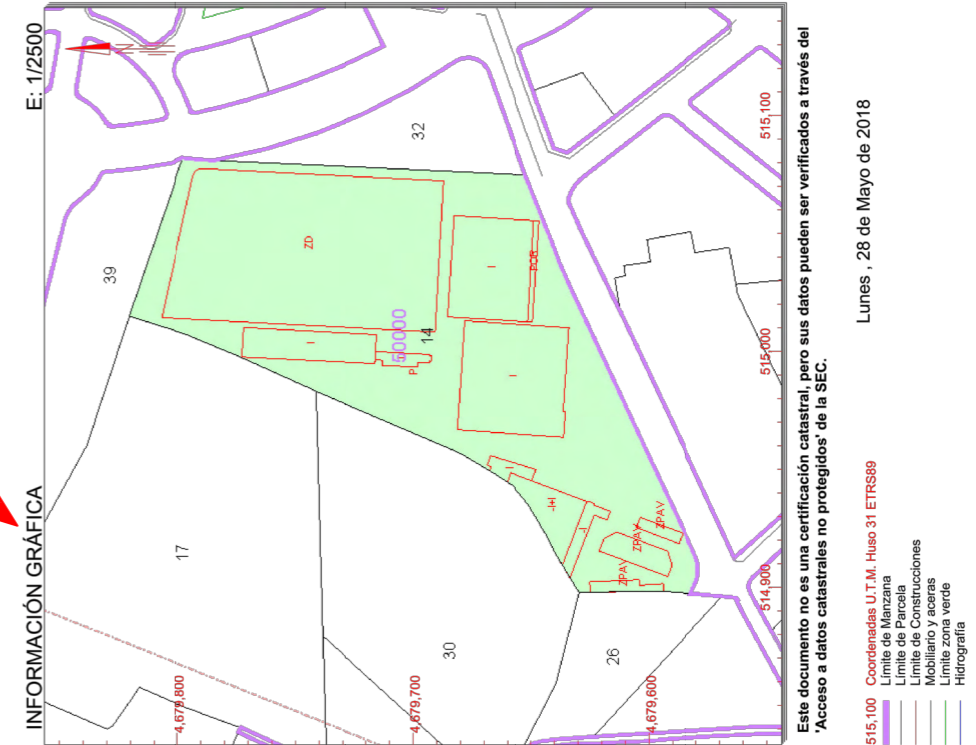 INFORMACIÓN GRÁFICA
E: 1/2500
39
32
17
30
26
14
50000
ZD
I
I
P
I
POR
I
I
-I+I
-I
ZPAV
ZPAV
ZPAV
4,679,800
4,679,700
4,679,600
515,100
515,000
514,900
Este documento no es una certificación catastral, pero sus datos pueden ser verificados a través del
'Acceso a datos catastrales no protegidos' de la SEC.
Lunes , 28 de Mayo de 2018
515,100 Coordenadas U.T.M. Huso 31 ETRS89
Límite de Manzana
Límite de Parcela
Límite de Construcciones
Mobiliario y aceras
Límite zona verde
Hidrografía